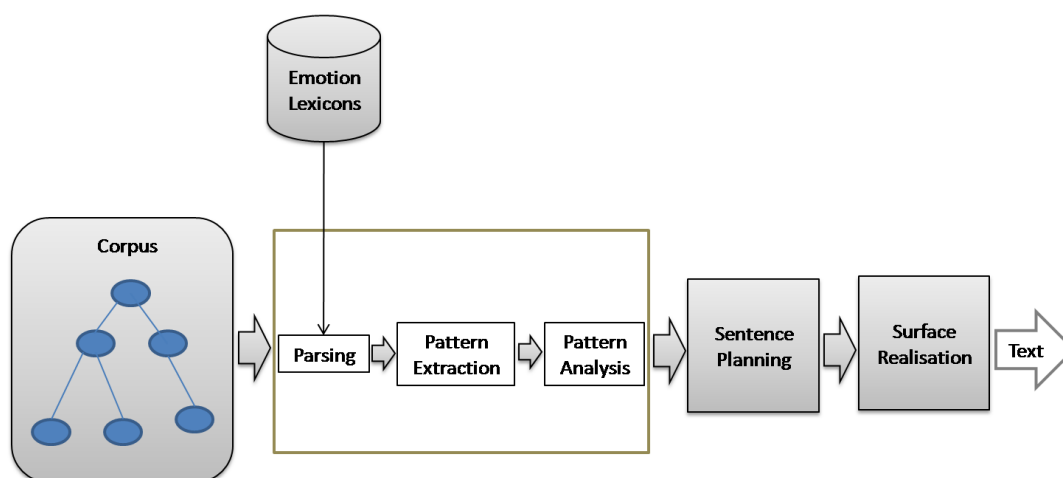 Emotion
Lexicons
Corpus
Parsing
Pattern
Extraction
Pattern
Analysis
Sentence
Planning
Surface
Realisation
Text